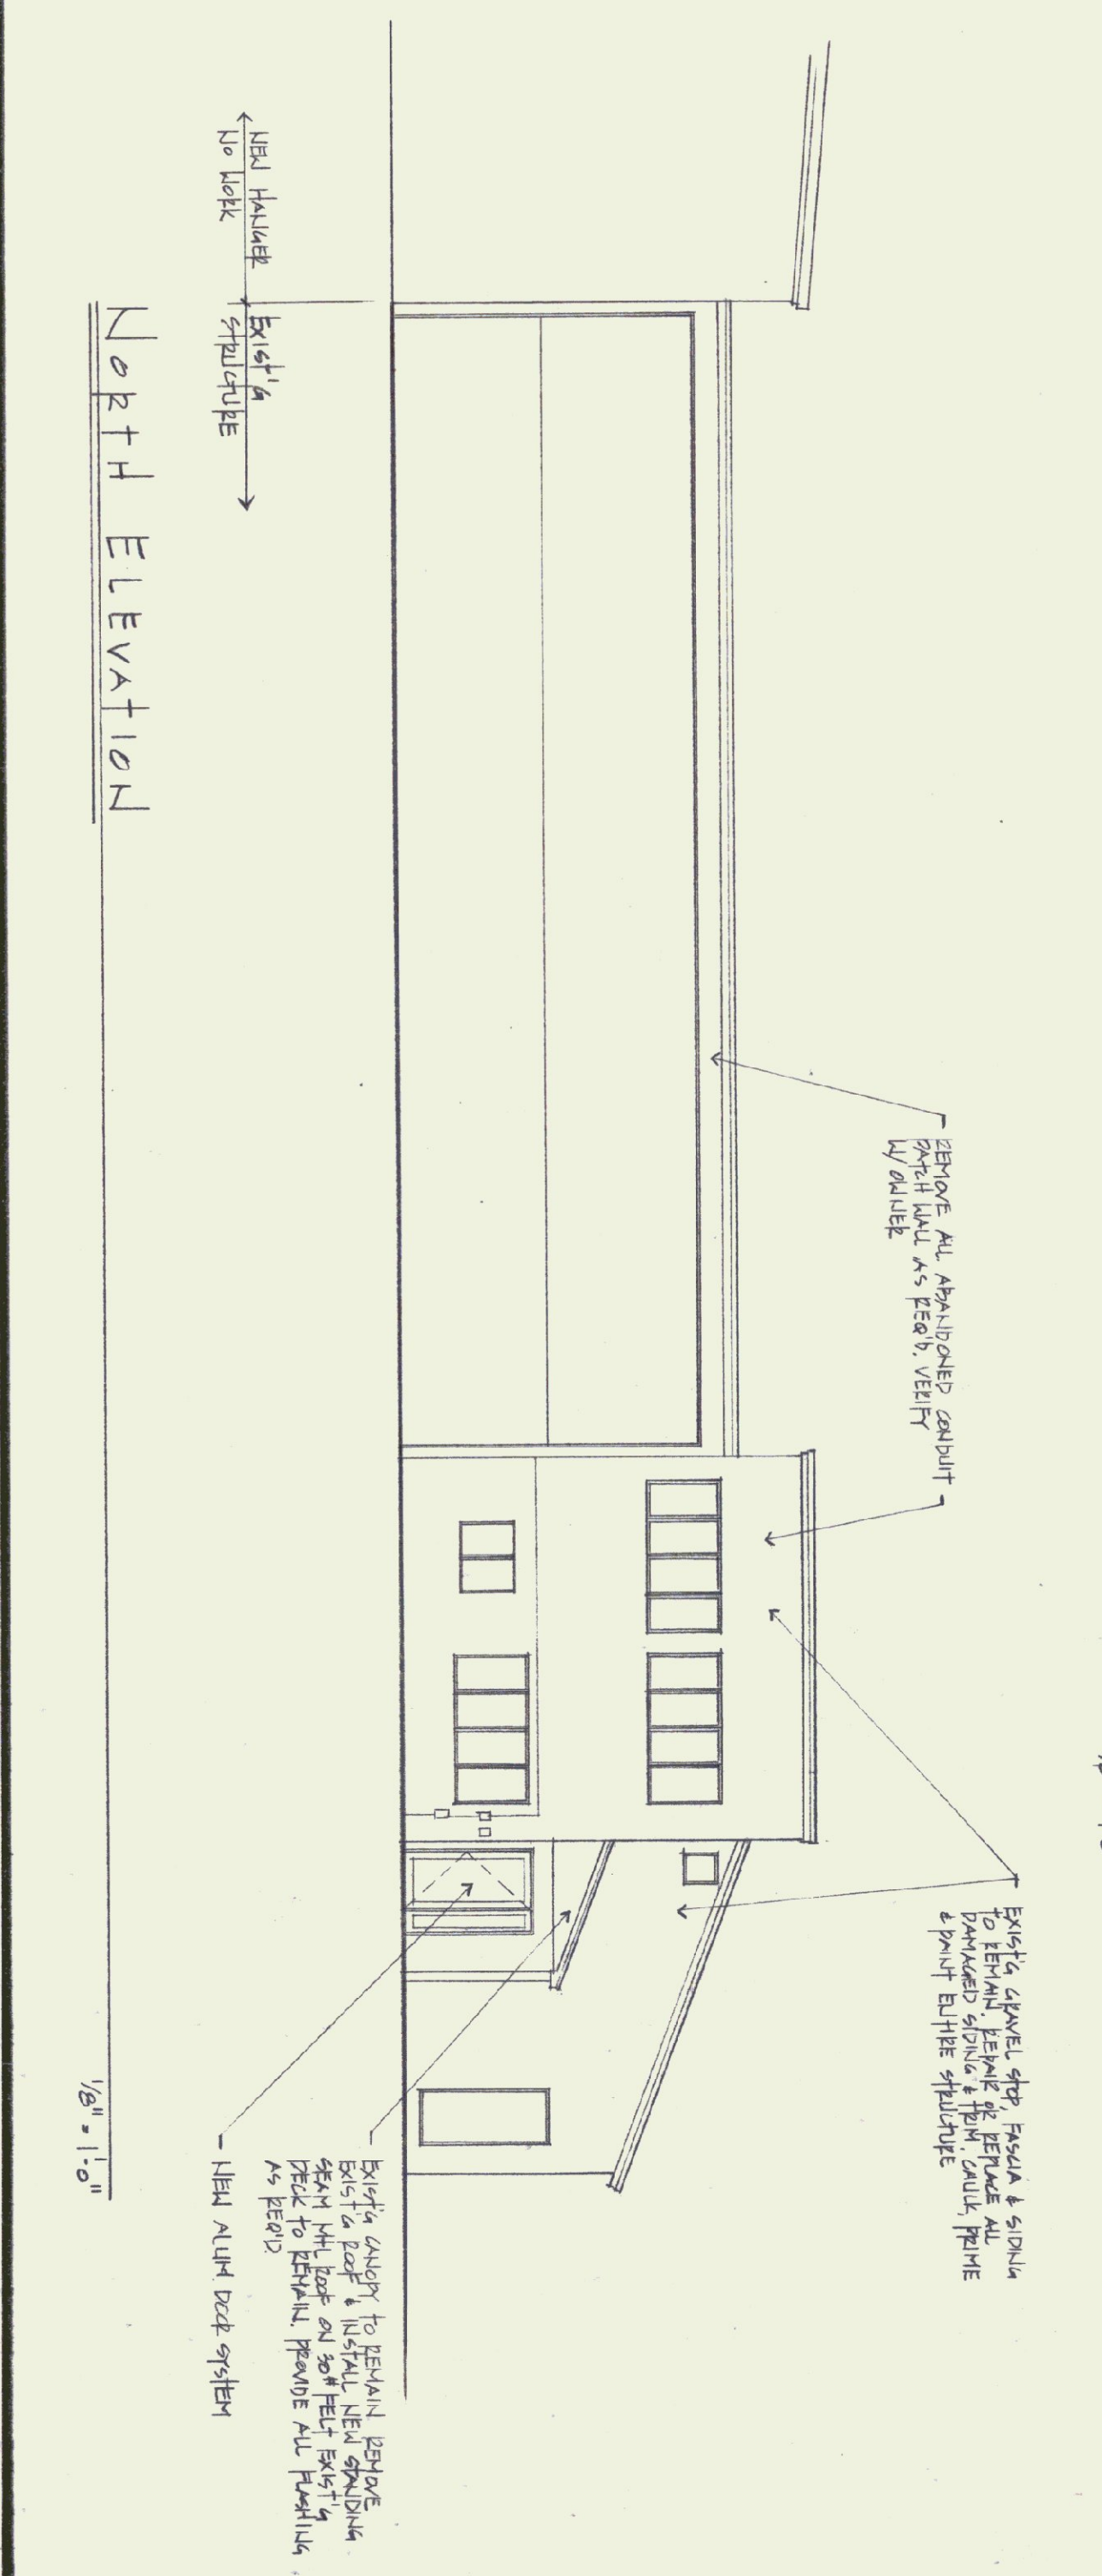 REMOVE ALL ABANDONED CONDUIT
PATCH WALL AS REQ'D. VERIFY
W/ OWNER
EXIST'G GRAVEL STOP, FASCIA & SIDING
TO REMAIN. REPAIR OR REPLACE ALL
DAMAGED SIDING & TRIM. CAULK, PRIME
& PAINT ENTIRE STRUCTURE
NEW HANGER
NO WORK
EXIST'G
STRUCTURE
EXIST'G CANOPY TO REMAIN. REMOVE
EXIST'G ROOF & INSTALL NEW STANDING
SEAM MTL ROOF ON 30# FELT EXIST'G
DECK TO REMAIN. PROVIDE ALL FLASHING
AS REQ'D.
NEW ALUM. DOOR SYSTEM
NORTH ELEVATION
1/8" = 1'-0"